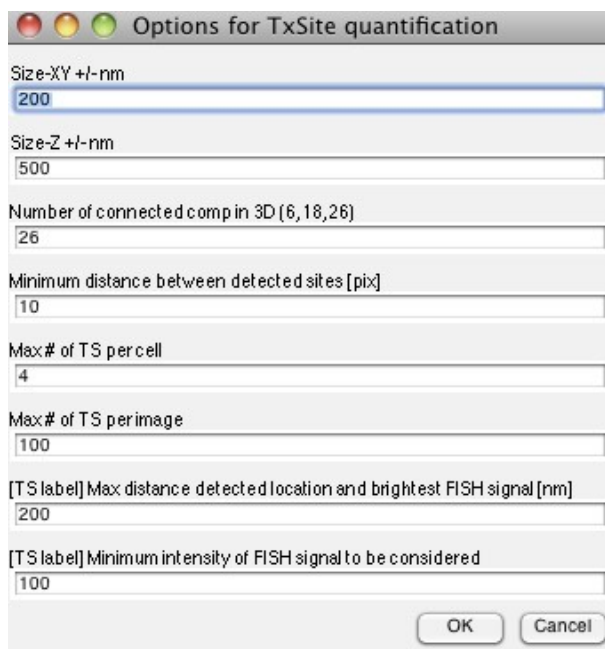 Options for TxSite quantification
Size-XY +/- nm
200
Size-Z +/- nm
500
Number of connected comp in 3D (6,18,26)
26
Minimum distance between detected sites [pix]
10
Max # of TS per cell
4
Max # of TS per image
100
[TS label] Max distance detected location and brightest FISH signal [nm]
200
[TS label] Minimum intensity of FISH signal to be considered
100
OK Cancel